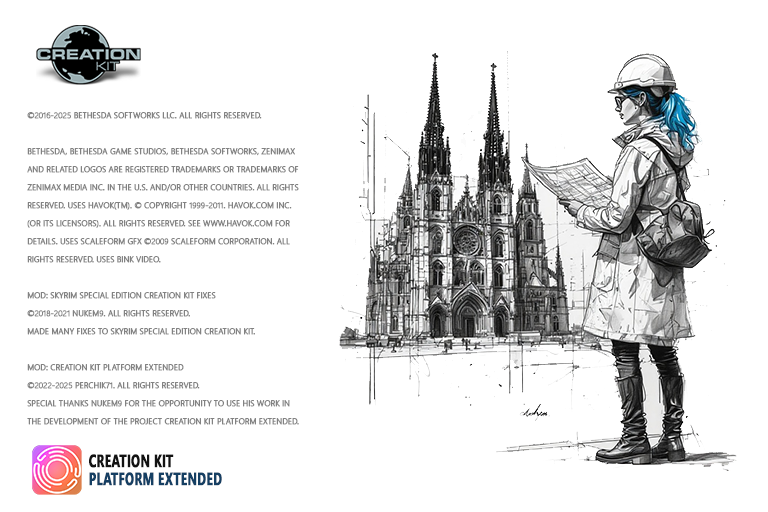 CREATION
KIT
©2016-2025 BETHESDA SOFTWORKS LLC. ALL RIGHTS RESERVED.
BETHESDA, BETHESDA GAME STUDIOS, BETHESDA SOFTWORKS, ZENIMAX
AND RELATED LOGOS ARE REGISTERED TRADEMARKS OR TRADEMARKS OF
ZENIMAX MEDIA INC. IN THE U.S. AND/OR OTHER COUNTRIES. ALL RIGHTS
RESERVED. USES HAVOK(TM). © COPYRIGHT 1999-2011. HAVOK.COM INC.
(OR ITS LICENSORS). ALL RIGHTS RESERVED. SEE WWW.HAVOK.COM FOR
DETAILS. USES SCALEFORM GFX ©2009 SCALEFORM CORPORATION. ALL
RIGHTS RESERVED. USES BINK VIDEO.
MOD: SKYRIM SPECIAL EDITION CREATION KIT FIXES
©2018-2021 NUKEM9. ALL RIGHTS RESERVED.
MADE MANY FIXES TO SKYRIM SPECIAL EDITION CREATION KIT.
MOD: CREATION KIT PLATFORM EXTENDED
©2022-2025 PERCHIK71. ALL RIGHTS RESERVED.
SPECIAL THANKS NUKEM9 FOR THE OPPORTUNITY TO USE HIS WORK IN
THE DEVELOPMENT OF THE PROJECT CREATION KIT PLATFORM EXTENDED.
CREATION KIT
PLATFORM EXTENDED